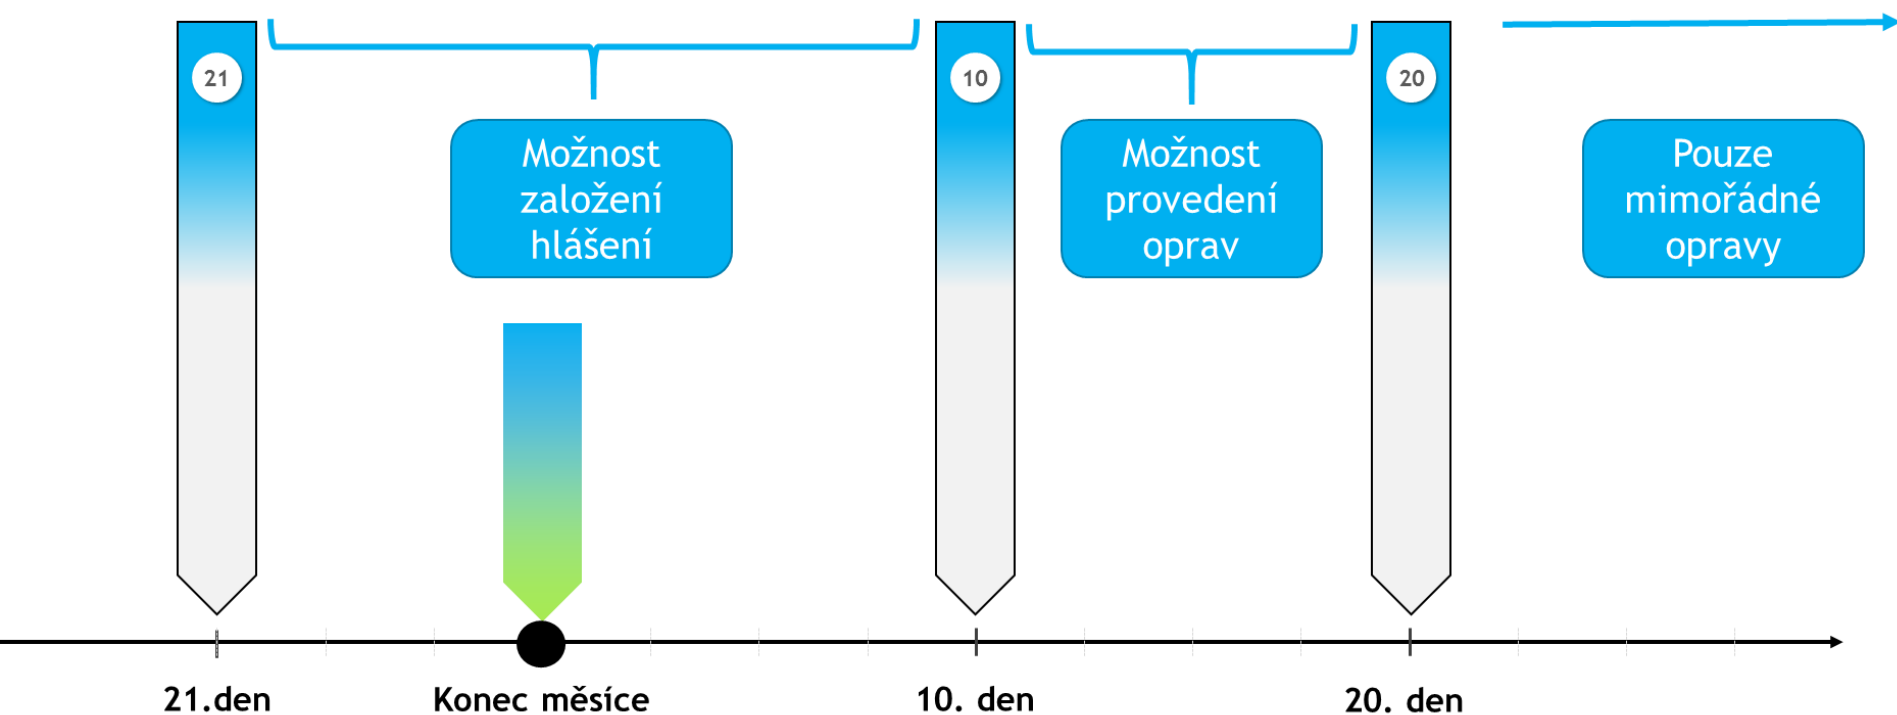 21
10
20
Možnost
založení
hlášení
Možnost
provedení
oprav
Pouze
mimořádné
opravy
21.den
Konec měsíce
10. den
20. den